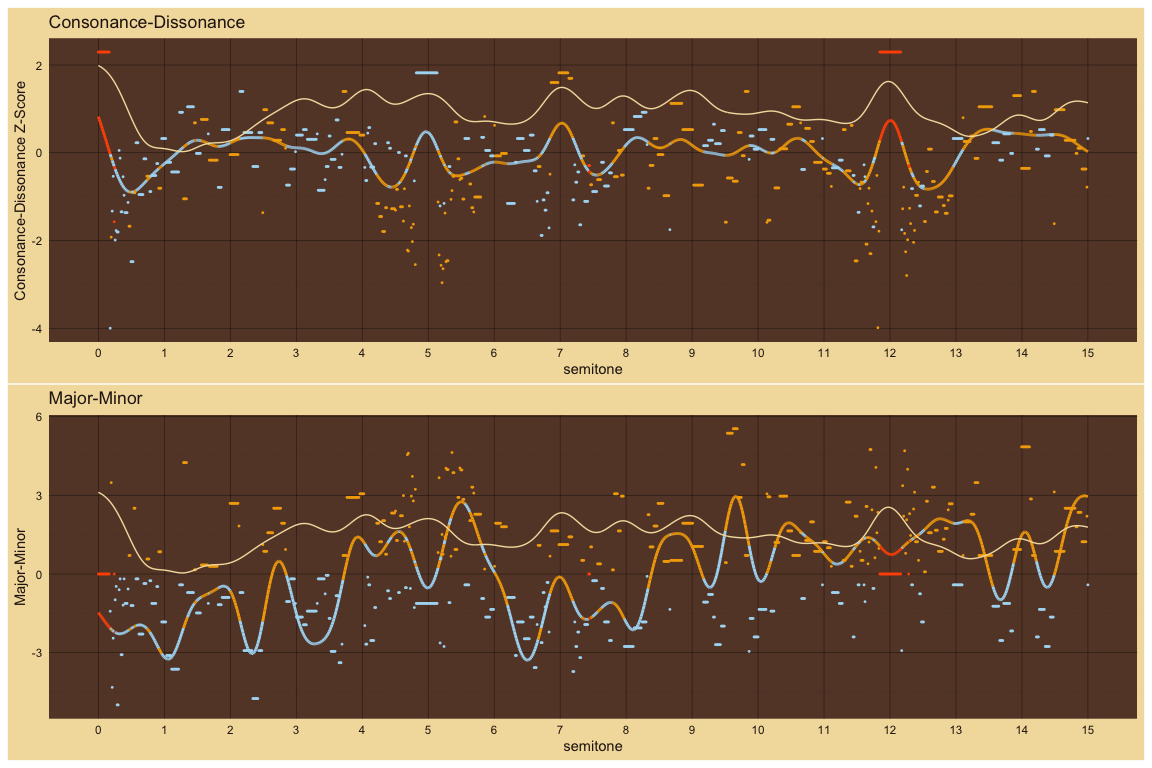 Consonance-Dissonance
Consonance-Dissonance Z-Score
2
0
-2
-4
0 1 2 3 4 5 6 7 8 9 10 11 12 13 14 15
semitone
Major-Minor
Major-Minor
6
3
0
-3
0 1 2 3 4 5 6 7 8 9 10 11 12 13 14 15
semitone